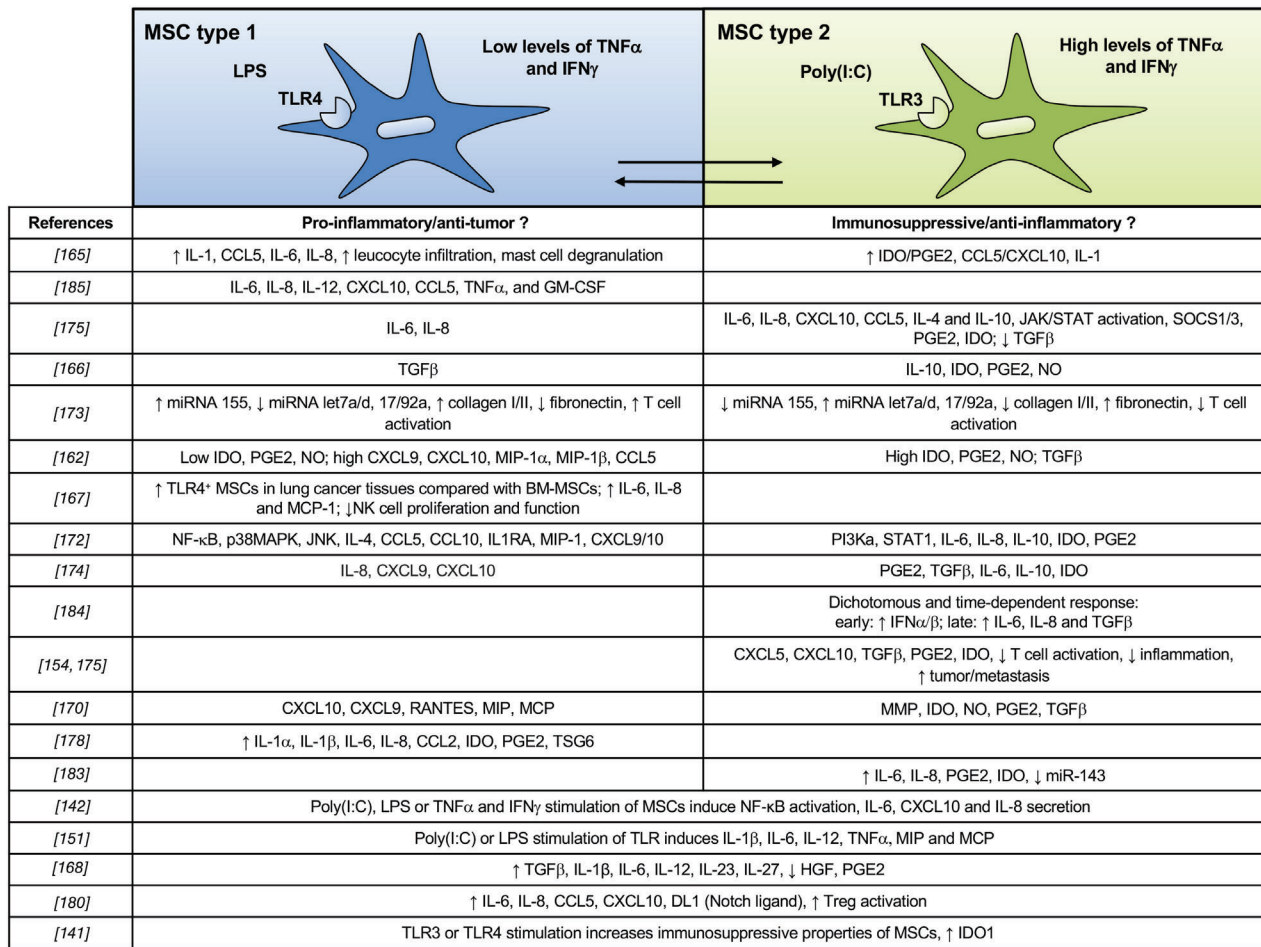 MSC type 1
Low levels of TNFα
and IFNγ
LPS
TLR4
MSC type 2
High levels of TNFα
and IFNγ
Poly(I:C)
TLR3
References
Pro-inflammatory/anti-tumor ?
Immunosuppressive/anti-inflammatory ?
[165]
↑ IL-1, CCL5, IL-6, IL-8, ↑ leucocyte infiltration, mast cell degranulation
↑ IDO/PGE2, CCL5/CXCL10, IL-1
[185]
IL-6, IL-8, IL-12, CXCL10, CCL5, TNFα, and GM-CSF
[175]
IL-6, IL-8
IL-6, IL-8, CXCL10, CCL5, IL-4 and IL-10, JAK/STAT activation, SOCS1/3,
PGE2, IDO; ↓ TGFβ
[166]
TGFβ
IL-10, IDO, PGE2, NO
[173]
↑ miRNA 155, ↓ miRNA let7a/d, 17/92a, ↑ collagen I/II, ↓ fibronectin, ↑ T cell
activation
↓ miRNA 155, ↑ miRNA let7a/d, 17/92a, ↓ collagen I/II, ↑ fibronectin, ↓ T cell
activation
[162]
Low IDO, PGE2, NO; high CXCL9, CXCL10, MIP-1α, MIP-1β, CCL5
High IDO, PGE2, NO; TGFβ
[167]
↑ TLR4⁺ MSCs in lung cancer tissues compared with BM-MSCs; ↑ IL-6, IL-8
and MCP-1; ↓NK cell proliferation and function
[172]
NF-κB, p38MAPK, JNK, IL-4, CCL5, CCL10, IL1RA, MIP-1, CXCL9/10
PI3Ka, STAT1, IL-6, IL-8, IL-10, IDO, PGE2
[174]
IL-8, CXCL9, CXCL10
PGE2, TGFβ, IL-6, IL-10, IDO
[184]
Dichotomous and time-dependent response:
early: ↑ IFNα/β; late: ↑ IL-6, IL-8 and TGFβ
[154, 175]
CXCL5, CXCL10, TGFβ, PGE2, IDO, ↓ T cell activation, ↓ inflammation,
↑ tumor/metastasis
[170]
CXCL10, CXCL9, RANTES, MIP, MCP
MMP, IDO, NO, PGE2, TGFβ
[178]
↑ IL-1α, IL-1β, IL-6, IL-8, CCL2, IDO, PGE2, TSG6
[183]
↑ IL-6, IL-8, PGE2, IDO, ↓ miR-143
[142]
Poly(I:C), LPS or TNFα and IFNγ stimulation of MSCs induce NF-κB activation, IL-6, CXCL10 and IL-8 secretion
[151]
Poly(I:C) or LPS stimulation of TLR induces IL-1β, IL-6, IL-12, TNFα, MIP and MCP
[168]
↑ TGFβ, IL-1β, IL-6, IL-12, IL-23, IL-27, ↓ HGF, PGE2
[180]
↑ IL-6, IL-8, CCL5, CXCL10, DL1 (Notch ligand), ↑ Treg activation
[141]
TLR3 or TLR4 stimulation increases immunosuppressive properties of MSCs, ↑ IDO1